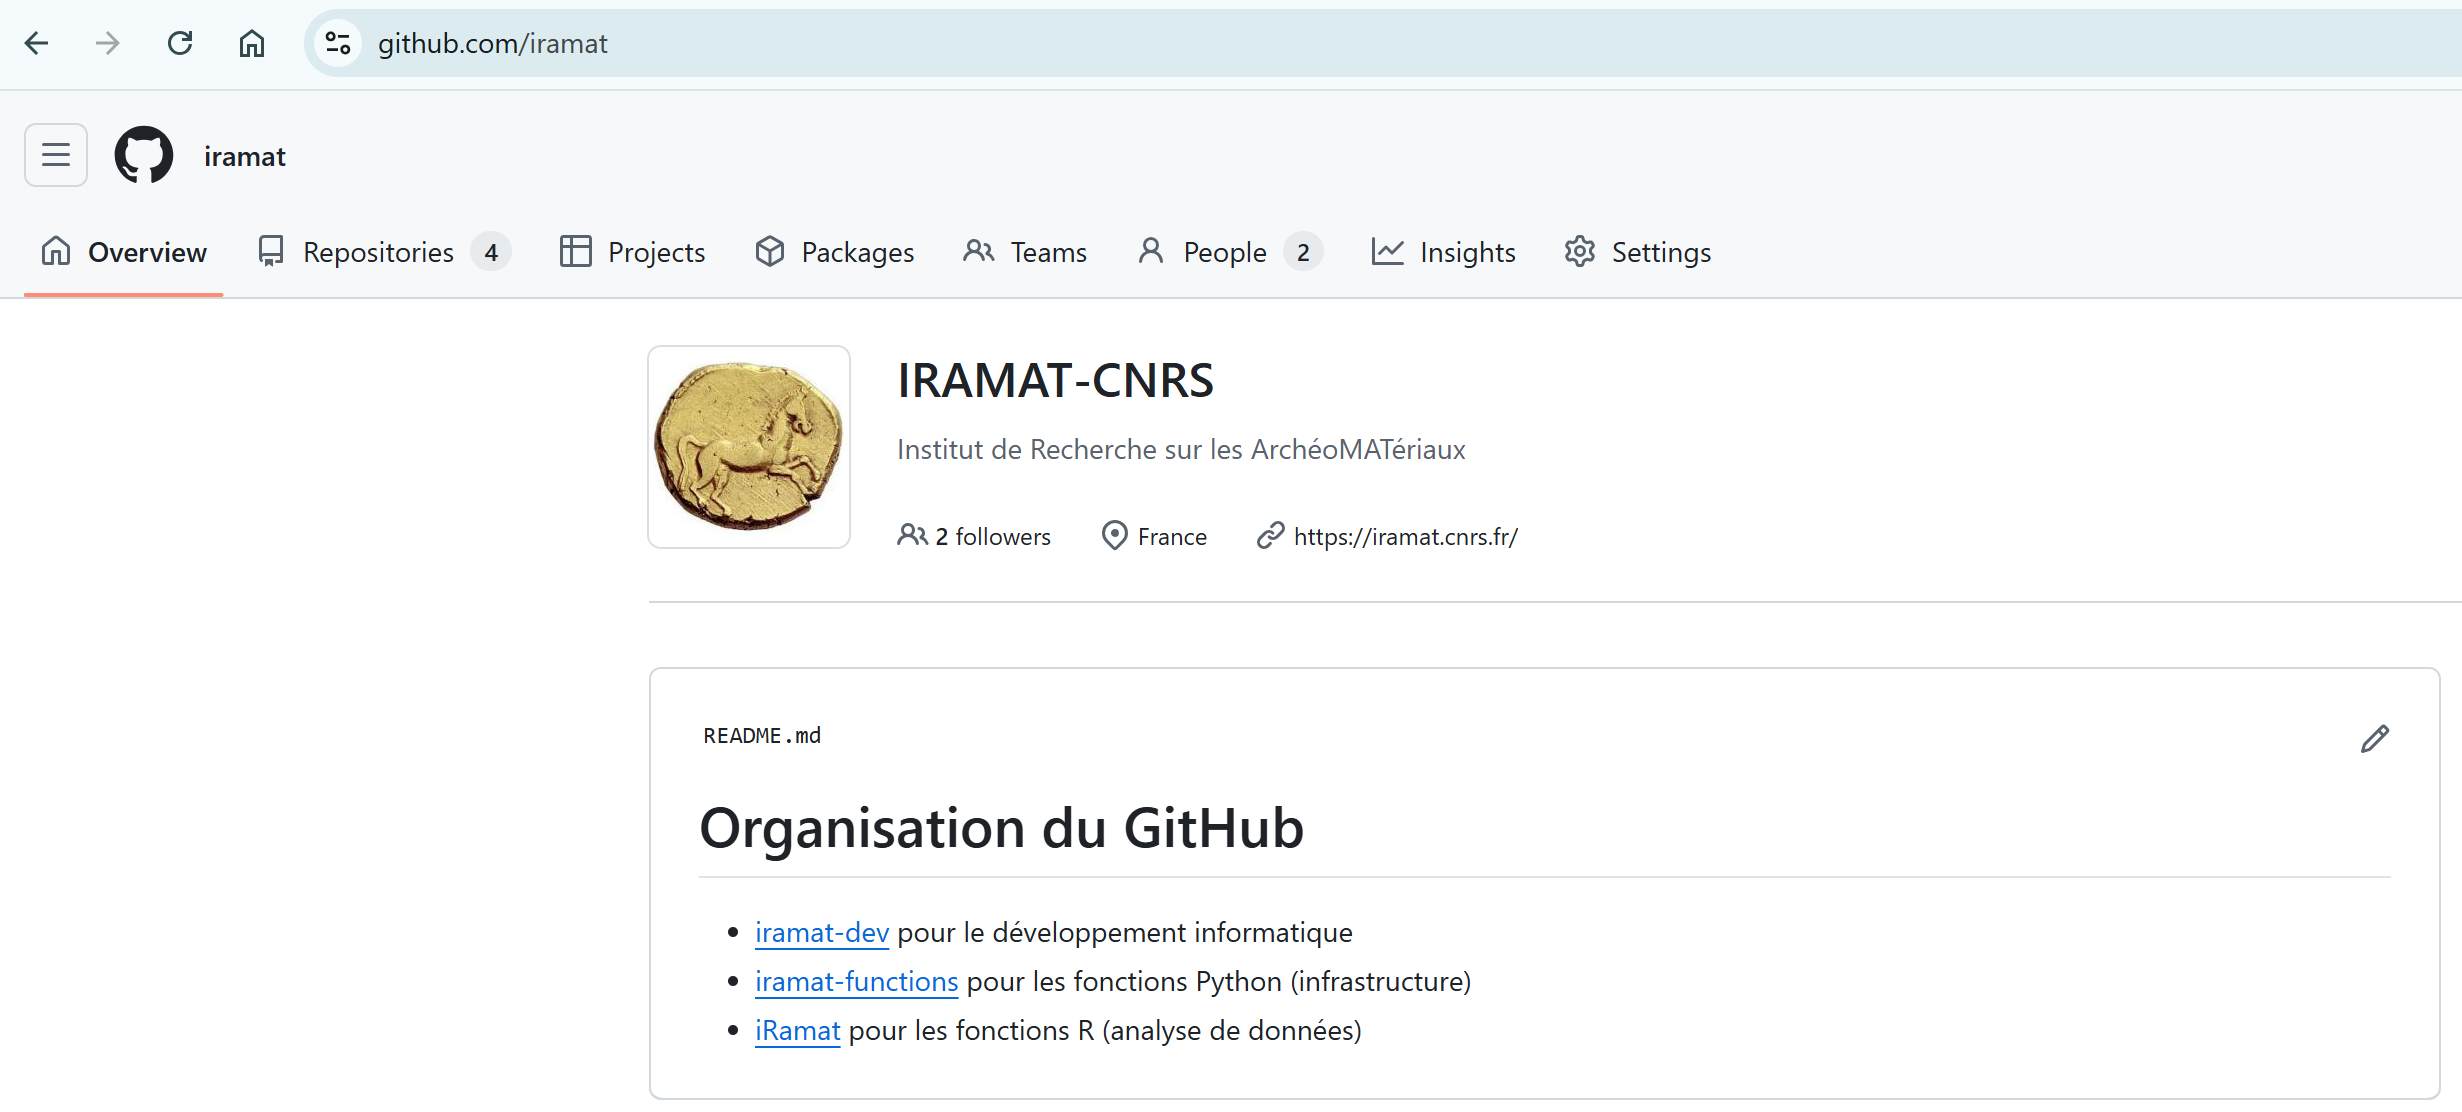 github.com/iramat
iramat
Overview Repositories 4 Projects Packages Teams People 2 Insights Settings
IRAMAT-CNRS
Institut de Recherche sur les ArchéoMATériaux
2 followers France https://iramat.cnrs.fr/
README.md
Organisation du GitHub
iramat-dev pour le développement informatique
iramat-functions pour les fonctions Python (infrastructure)
iRamat pour les fonctions R (analyse de données)